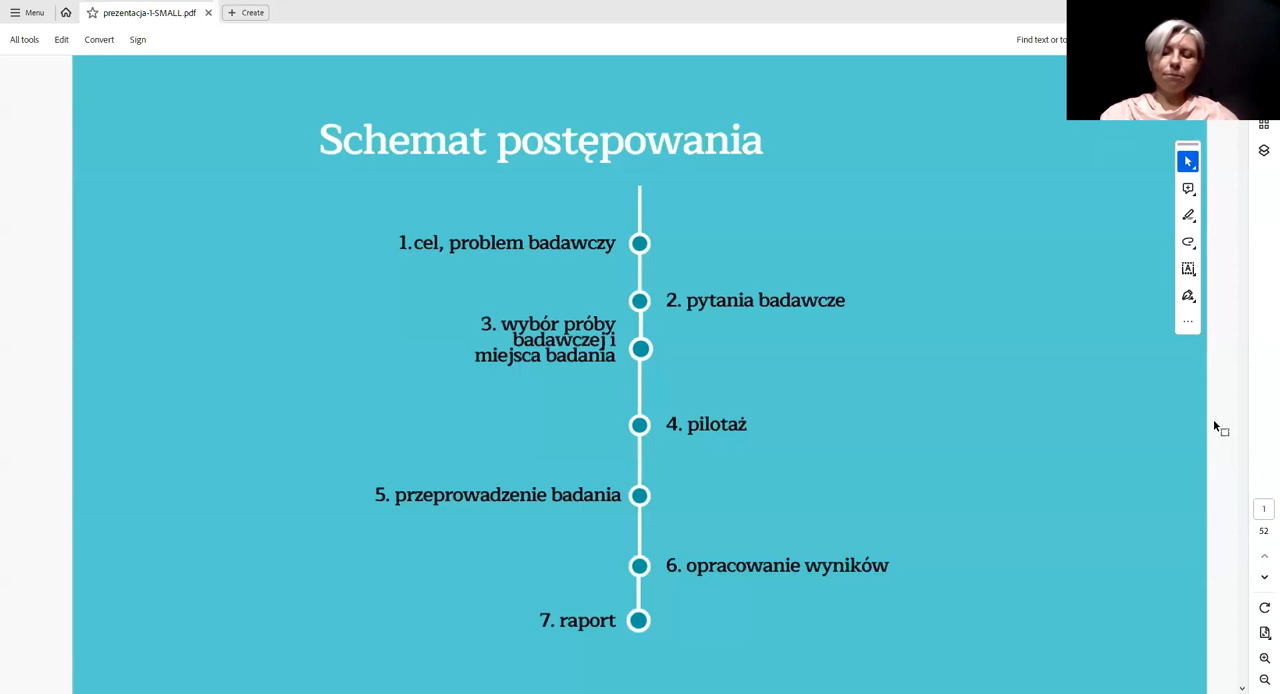 Menu
prezentacja-1-SMALL.pdf
Create
All tools
Edit
Convert
Sign
Find text or to
Schemat postępowania
1.cel, problem badawczy
2. pytania badawcze
3. wybór próby
badawczej i
miejsca badania
4. pilotaż
5. przeprowadzenie badania
6. opracowanie wyników
7. raport
1
52